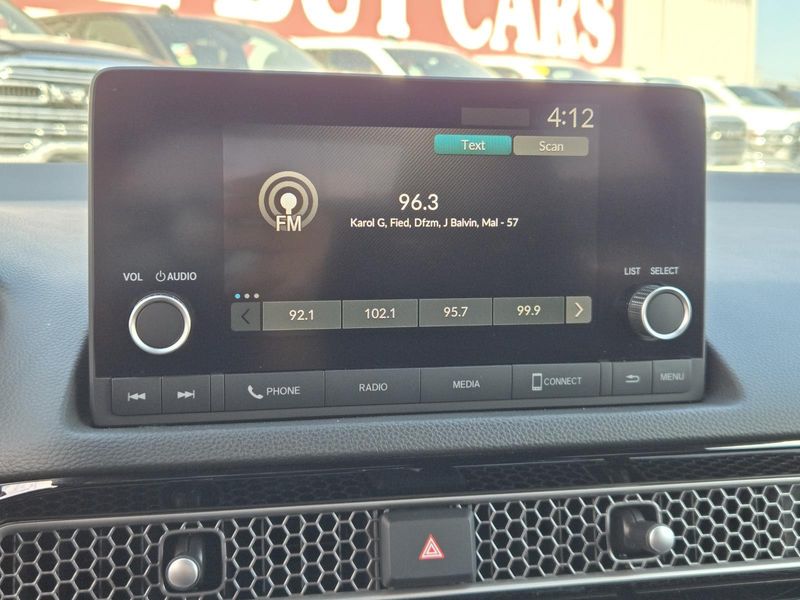 BUY CARS
4:12
Text
Scan
FM
96.3
Karol G, Fied, Dfzm, J Balvin, Mal - 57
VOL AUDIO
LIST SELECT
92.1
102.1
95.7
99.9
PHONE
RADIO
MEDIA
CONNECT
MENU